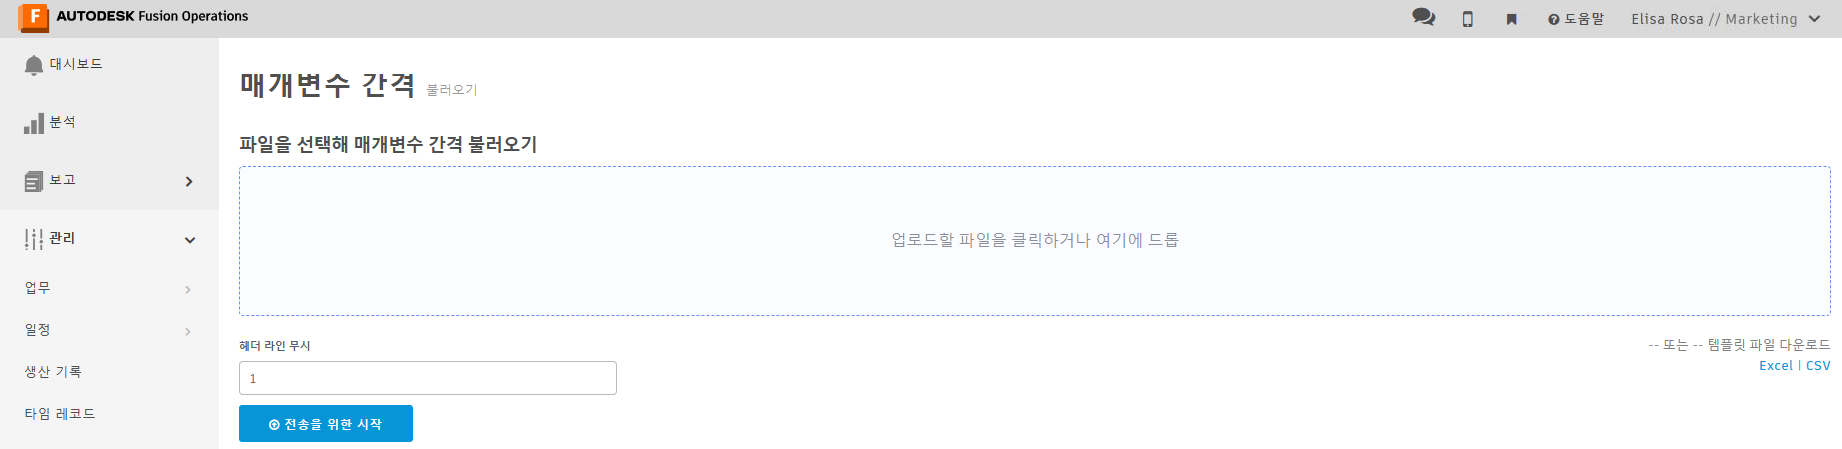 F AUTODESK Fusion Operations
도움말 Elisa Rosa // Marketing
대시보드
분석
보고
관리
업무
일정
생산 기록
타임 레코드
매개변수 간격 불러오기
파일을 선택해 매개변수 간격 불러오기
업로드할 파일을 클릭하거나 여기에 드롭
헤더 라인 무시
1
전송을 위한 시작
-- 또는 -- 템플릿 파일 다운로드
Excel | CSV